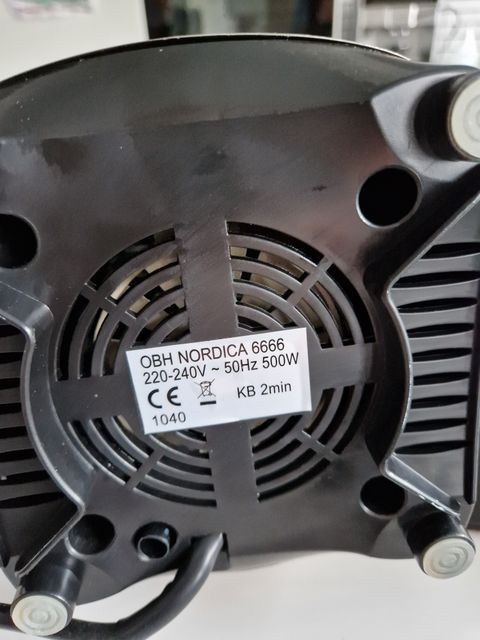 OBH NORDICA 6666
220-240V ~ 50Hz 500W
CE KB 2min
1040